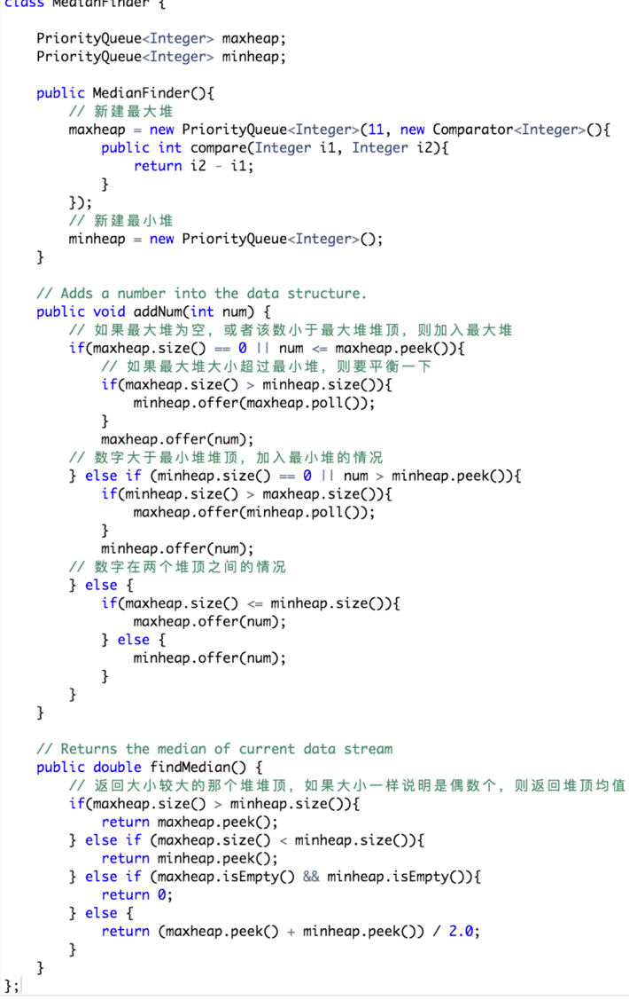 class MedianFinder {
    PriorityQueue<Integer> maxheap;
    PriorityQueue<Integer> minheap;
    public MedianFinder(){
        // 新建最大堆
        maxheap = new PriorityQueue<Integer>(11, new Comparator<Integer>(){
            public int compare(Integer i1, Integer i2){
                return i2 - i1;
            }
        });
        // 新建最小堆
        minheap = new PriorityQueue<Integer>();
    }
    // Adds a number into the data structure.
    public void addNum(int num) {
        // 如果最大堆为空，或者该数小于最大堆堆顶，则加入最大堆
        if(maxheap.size() == 0 || num <= maxheap.peek()){
            // 如果最大堆大小超过最小堆，则要平衡一下
            if(maxheap.size() > minheap.size()){
                minheap.offer(maxheap.poll());
            }
            maxheap.offer(num);
        // 数字大于最小堆堆顶，加入最小堆的情况
        } else if (minheap.size() == 0 || num > minheap.peek()){
            if(minheap.size() > maxheap.size()){
                maxheap.offer(minheap.poll());
            }
            minheap.offer(num);
        // 数字在两个堆顶之间的情况
        } else {
            if(maxheap.size() <= minheap.size()){
                maxheap.offer(num);
            } else {
                minheap.offer(num);
            }
        }
    }
    // Returns the median of current data stream
    public double findMedian() {
        // 返回大小较大的那个堆堆顶，如果大小一样说明是偶数个，则返回堆顶均值
        if(maxheap.size() > minheap.size()){
            return maxheap.peek();
        } else if (maxheap.size() < minheap.size()){
            return minheap.peek();
        } else if (maxheap.isEmpty() && minheap.isEmpty()){
            return 0;
        } else {
            return (maxheap.peek() + minheap.peek()) / 2.0;
        }
    }
};